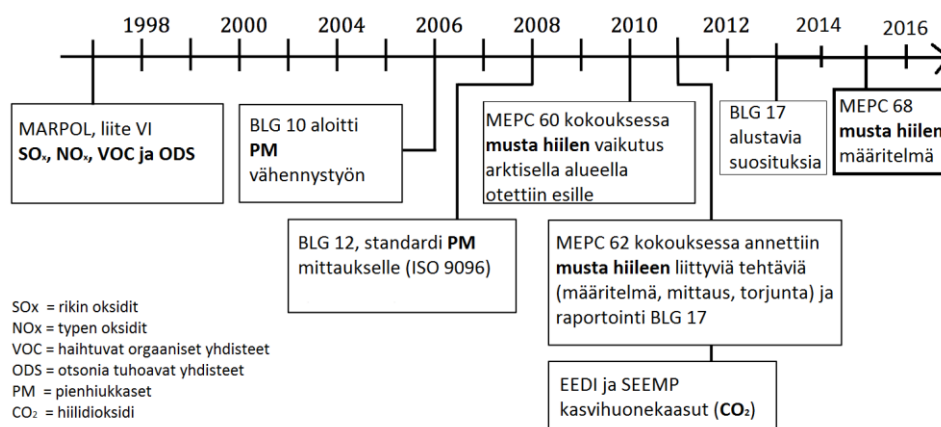 1998 2000 2002 2004 2006 2008 2010 2012 2014 2016
MARPOL, liite VI
SOₓ, NOₓ, VOC ja ODS
BLG 10 aloitti
PM
vähennystyön
BLG 12, standardi PM
mittaukselle (ISO 9096)
MEPC 60 kokouksessa
musta hiilen vaikutus
arktisella alueella
otettiin esille
MEPC 62 kokouksessa annettiin
musta hiileen liittyviä tehtäviä
(määritelmä, mittaus, torjunta) ja
raportointi BLG 17
EEDI ja SEEMP
kasvihuonekaasut (CO₂)
BLG 17
alustavia
suosituksia
MEPC 68
musta hiilen
määritelmä
SOx = rikin oksidit
NOx = typen oksidit
VOC = haihtuvat orgaaniset yhdisteet
ODS = otsonia tuhoavat yhdisteet
PM = pienhiukkaset
CO₂ = hiilidioksidi